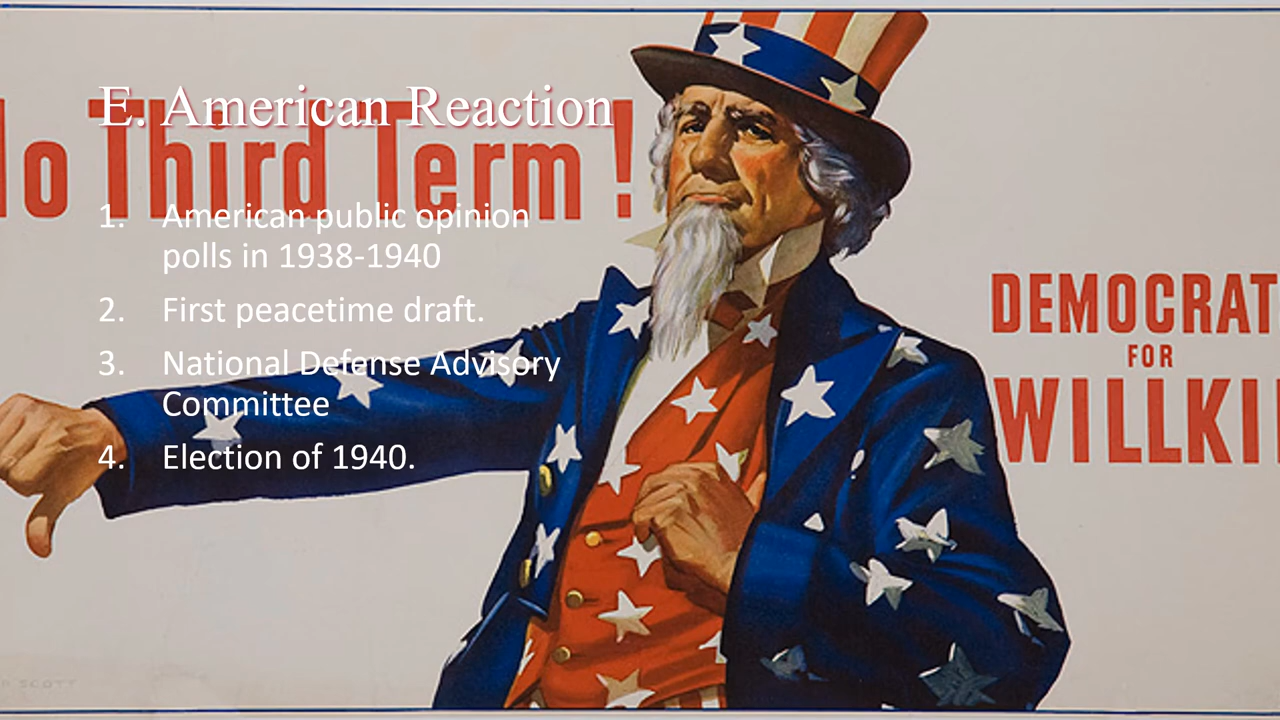 E. American Reaction
lo Third Term!
1. American public opinion
polls in 1938-1940
2. First peacetime draft.
3. National Defense Advisory
Committee
4. Election of 1940.
DEMOCRAT
FOR
WILLKI
SCOTT